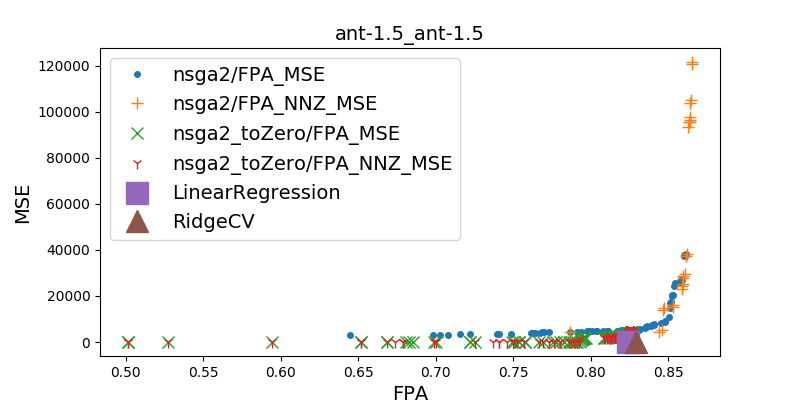 ant-1.5_ant-1.5
120000
100000
80000
60000
40000
20000
0
MSE
nsga2/FPA_MSE
nsga2/FPA_NNZ_MSE
nsga2_toZero/FPA_MSE
nsga2_toZero/FPA_NNZ_MSE
LinearRegression
RidgeCV
0.50 0.55 0.60 0.65 0.70 0.75 0.80 0.85
FPA